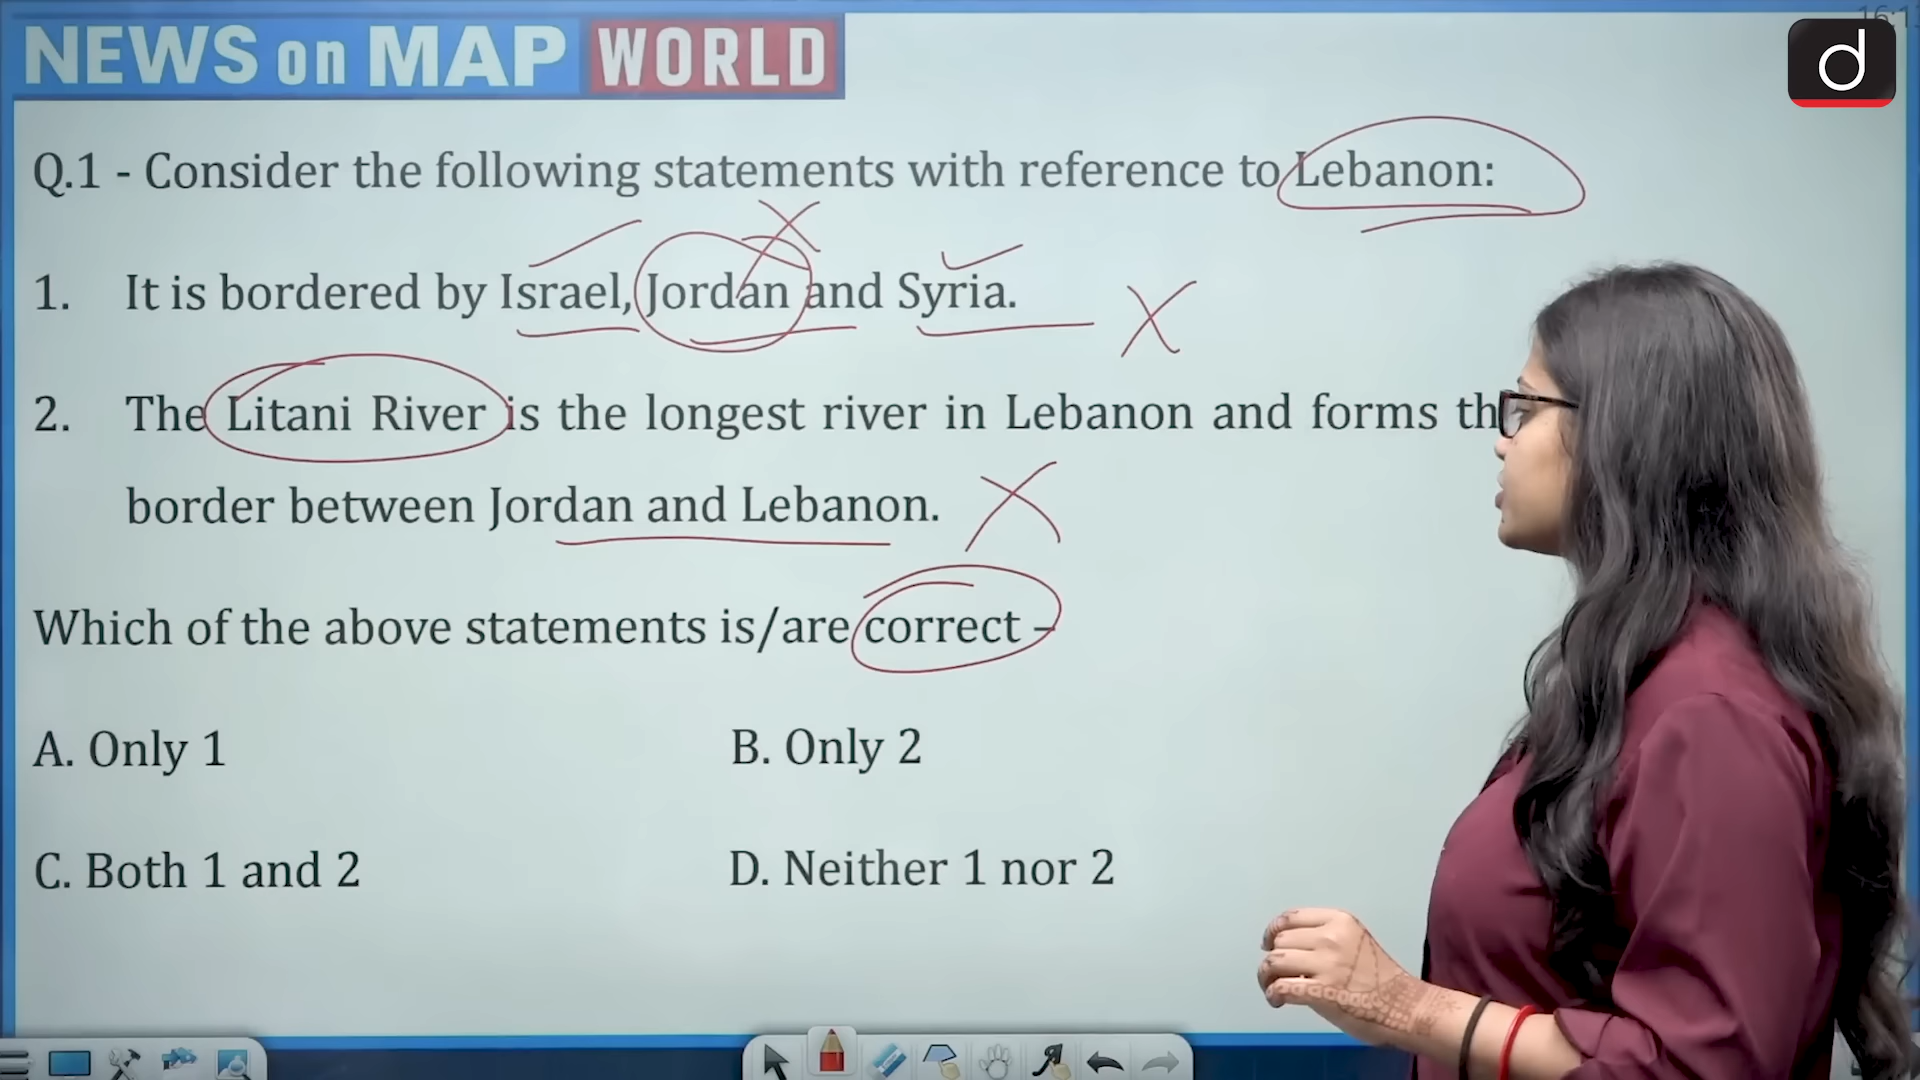 16:1
NEWS on MAP WORLD
d
Q.1 - Consider the following statements with reference to Lebanon:
1. It is bordered by Israel, Jordan and Syria.
2. The Litani River is the longest river in Lebanon and forms th
border between Jordan and Lebanon.
Which of the above statements is/are correct –
A. Only 1
B. Only 2
C. Both 1 and 2
D. Neither 1 nor 2